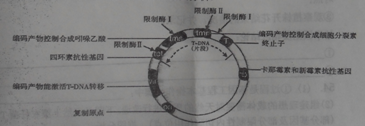 限制酶Ⅱ
限制酶Ⅰ
限制酶Ⅰ
编码产物控制合成吲哚乙酸
编码产物控制合成细胞分裂素
终止子
限制酶Ⅱ
T-DNA
(片段)
四环素抗性基因
卡那霉素和新霉素抗性基因
编码产物能激活T-DNA转移
复制原点